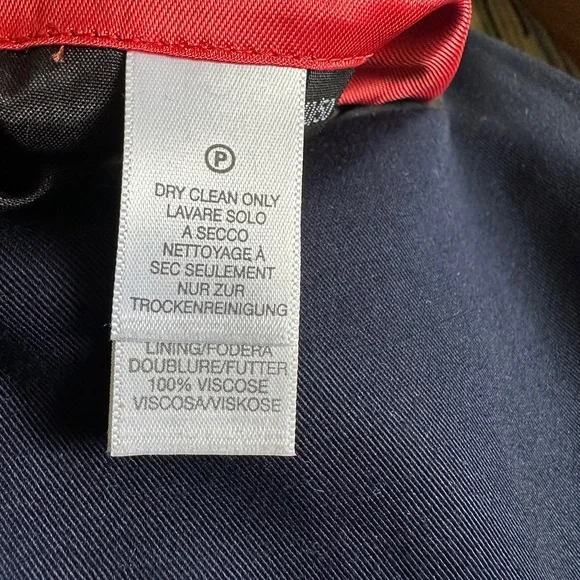 P
DRY CLEAN ONLY
LAVARE SOLO
A SECCO
NETTOYAGE À
SEC SEULEMENT
NUR ZUR
TROCKENREINIGUNG
LINING/FODERA
DOUBLURE/FUTTER
100% VISCOSE
VISCOSA/VISKOSE